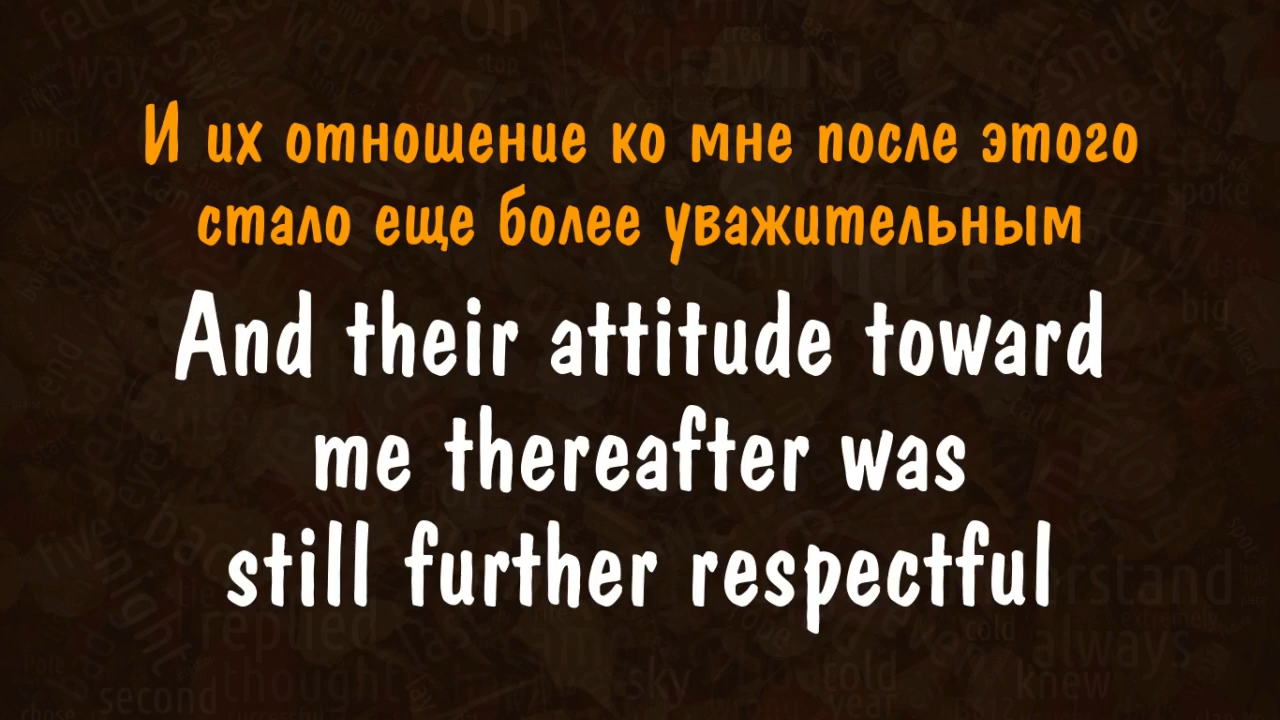 И их отношение ко мне после этого
стало еще более уважительным
And their attitude toward
me thereafter was
still further respectful